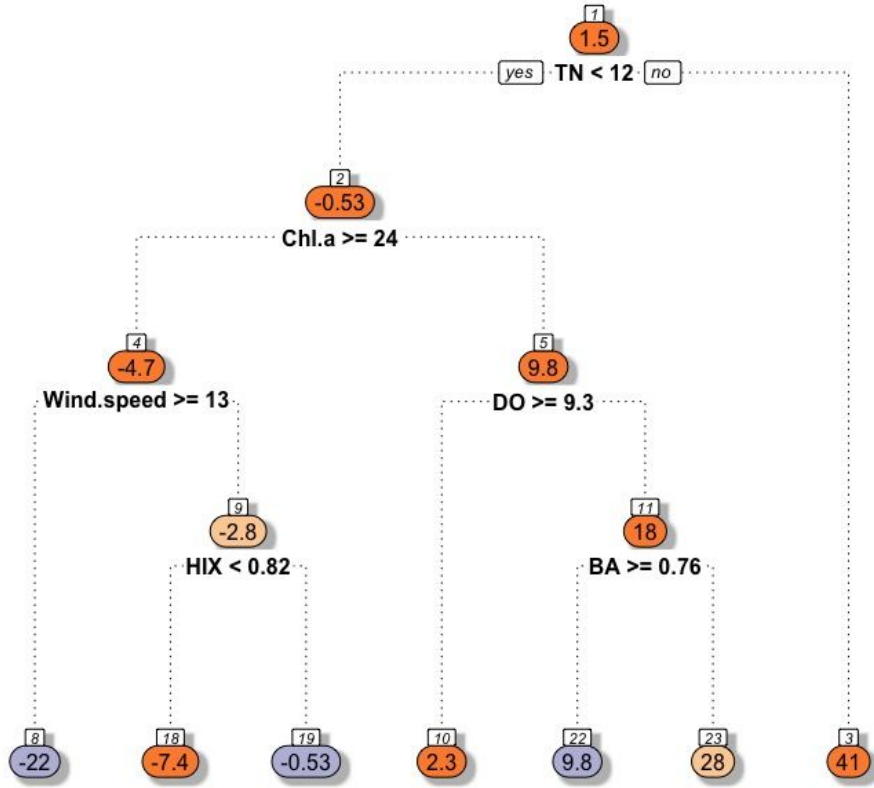 1
1.5
yes TN < 12 no
2
-0.53
Chl.a >= 24
4 5
-4.7 9.8
Wind.speed >= 13 DO >= 9.3
9 11
-2.8 18
HIX < 0.82 BA >= 0.76
8 18 19 10 22 23 3
-22 -7.4 -0.53 2.3 9.8 28 41